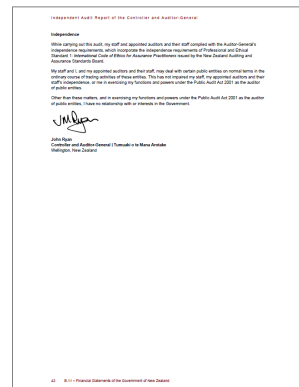 Independent Audit Report of the Controller and Auditor-General
Independence
While carrying out this audit, my staff and appointed auditors and their staff complied with the Auditor-General's
independence requirements, which incorporate the independence requirements of Professional and Ethical
Standard 1: International Code of Ethics for Assurance Practitioners issued by the New Zealand Auditing and
Assurance Standards Board.
My staff and I, and my appointed auditors and their staff, may deal with certain public entities on normal terms in the
ordinary course of trading activities of these entities. This has not impaired my staff, my appointed auditors and their
staff's independence, or me in exercising my functions and powers under the Public Audit Act 2001 as the auditor
of public entities.
Other than these matters, and in exercising my functions and powers under the Public Audit Act 2001 as the auditor
of public entities, I have no relationship with or interests in the Government.
John Ryan
Controller and Auditor-General | Tumuaki o te Mana Arotake
Wellington, New Zealand
Financial Statements of the Government of New Zealand